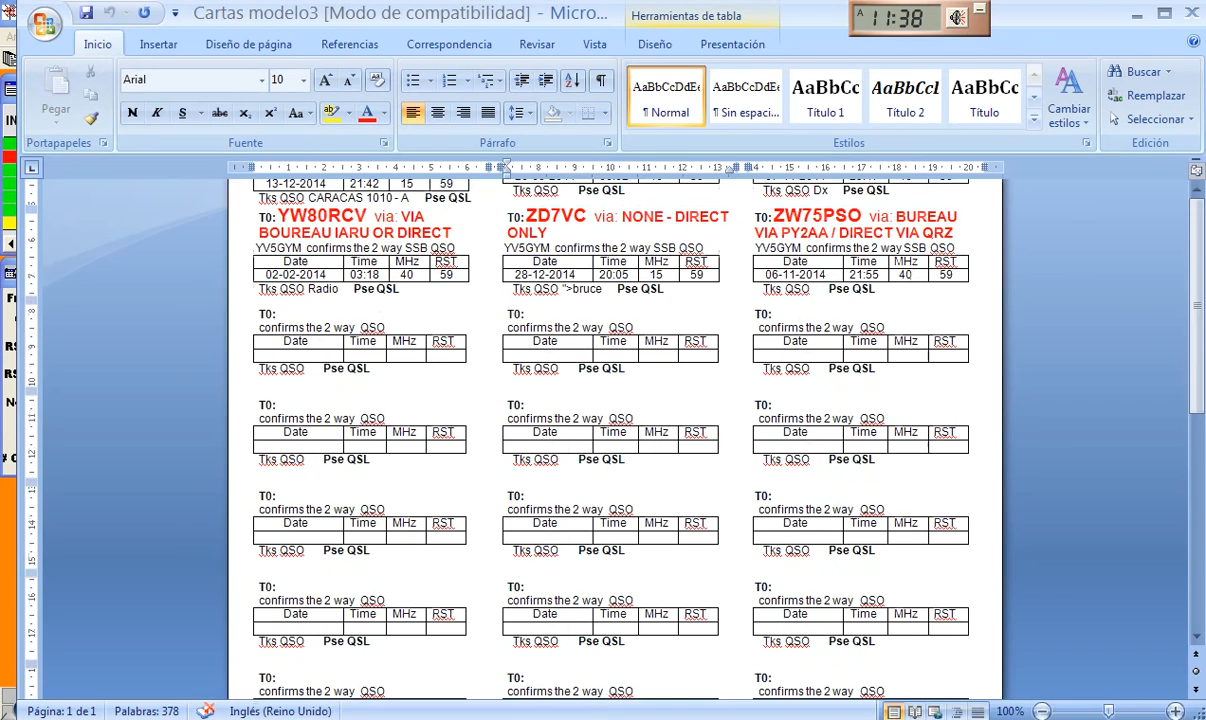 Cartas modelo3 [Modo de compatibilidad] - Micro...
Herramientas de tabla
A 11:38
Inicio Insertar Diseño de página Referencias Correspondencia Revisar Vista Diseño Presentación
Pegar
Arial 10
N K S abc x₂ x² Aa
AaBbCcDdEe AaBbCcDdEe AaBbCc AaBbCcI AaBbCc
¶ Normal ¶ Sin espaci... Título 1 Título 2 Título
Cambiar estilos
Buscar
Reemplazar
Seleccionar
Portapapeles Fuente Párrafo Estilos Edición
13-12-2014 21:42 15 59
Tks QSO CARACAS 1010 - A Pse QSL
Tks QSO Pse QSL
Tks QSO Dx Pse QSL
T0: YW80RCV via: VIA
BOUREAU IARU OR DIRECT
YV5GYM confirms the 2 way SSB QSO
Date Time MHz RST
02-02-2014 03:18 40 59
Tks QSO Radio Pse QSL
T0: ZD7VC via: NONE - DIRECT
ONLY
YV5GYM confirms the 2 way SSB QSO
Date Time MHz RST
28-12-2014 20:05 15 59
Tks QSO ">bruce Pse QSL
T0: ZW75PSO via: BUREAU
VIA PY2AA / DIRECT VIA QRZ
YV5GYM confirms the 2 way SSB QSO
Date Time MHz RST
06-11-2014 21:55 40 59
Tks QSO Pse QSL
T0: T0: T0:
confirms the 2 way QSO confirms the 2 way QSO confirms the 2 way QSO
Date Time MHz RST Date Time MHz RST Date Time MHz RST
Tks QSO Pse QSL Tks QSO Pse QSL Tks QSO Pse QSL
T0: T0: T0:
confirms the 2 way QSO confirms the 2 way QSO confirms the 2 way QSO
Date Time MHz RST Date Time MHz RST Date Time MHz RST
Tks QSO Pse QSL Tks QSO Pse QSL Tks QSO Pse QSL
T0: T0: T0:
confirms the 2 way QSO confirms the 2 way QSO confirms the 2 way QSO
Date Time MHz RST Date Time MHz RST Date Time MHz RST
Tks QSO Pse QSL Tks QSO Pse QSL Tks QSO Pse QSL
T0: T0: T0:
confirms the 2 way QSO confirms the 2 way QSO confirms the 2 way QSO
Date Time MHz RST Date Time MHz RST Date Time MHz RST
Tks QSO Pse QSL Tks QSO Pse QSL Tks QSO Pse QSL
T0: T0: T0:
confirms the 2 way QSO confirms the 2 way QSO confirms the 2 way QSO
Página: 1 de 1 Palabras: 378 Inglés (Reino Unido) 100%